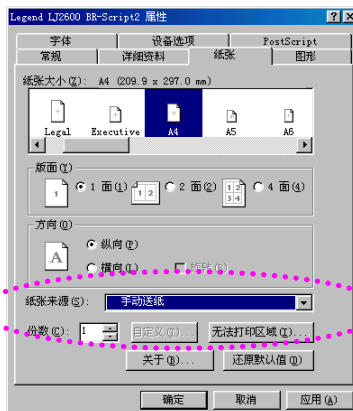 Legend LJ2600 BR-Script2 属性
字体 设备选项 PostScript
常规 详细资料 纸张 图形
纸张大小(Z): A4 (209.9 x 297.0 mm)
Legal Executive A4 A5 A6
版面(Y)
1 面(1) 2 面(2) 4 面(4)
方向(O)
纵向(P)
横向(L) 旋转(R)
纸张来源(S): 手动送纸
份数(C): 1 自定义(T)... 无法打印区域(I)...
关于(B)... 还原默认值(D)
确定 取消 应用(A)